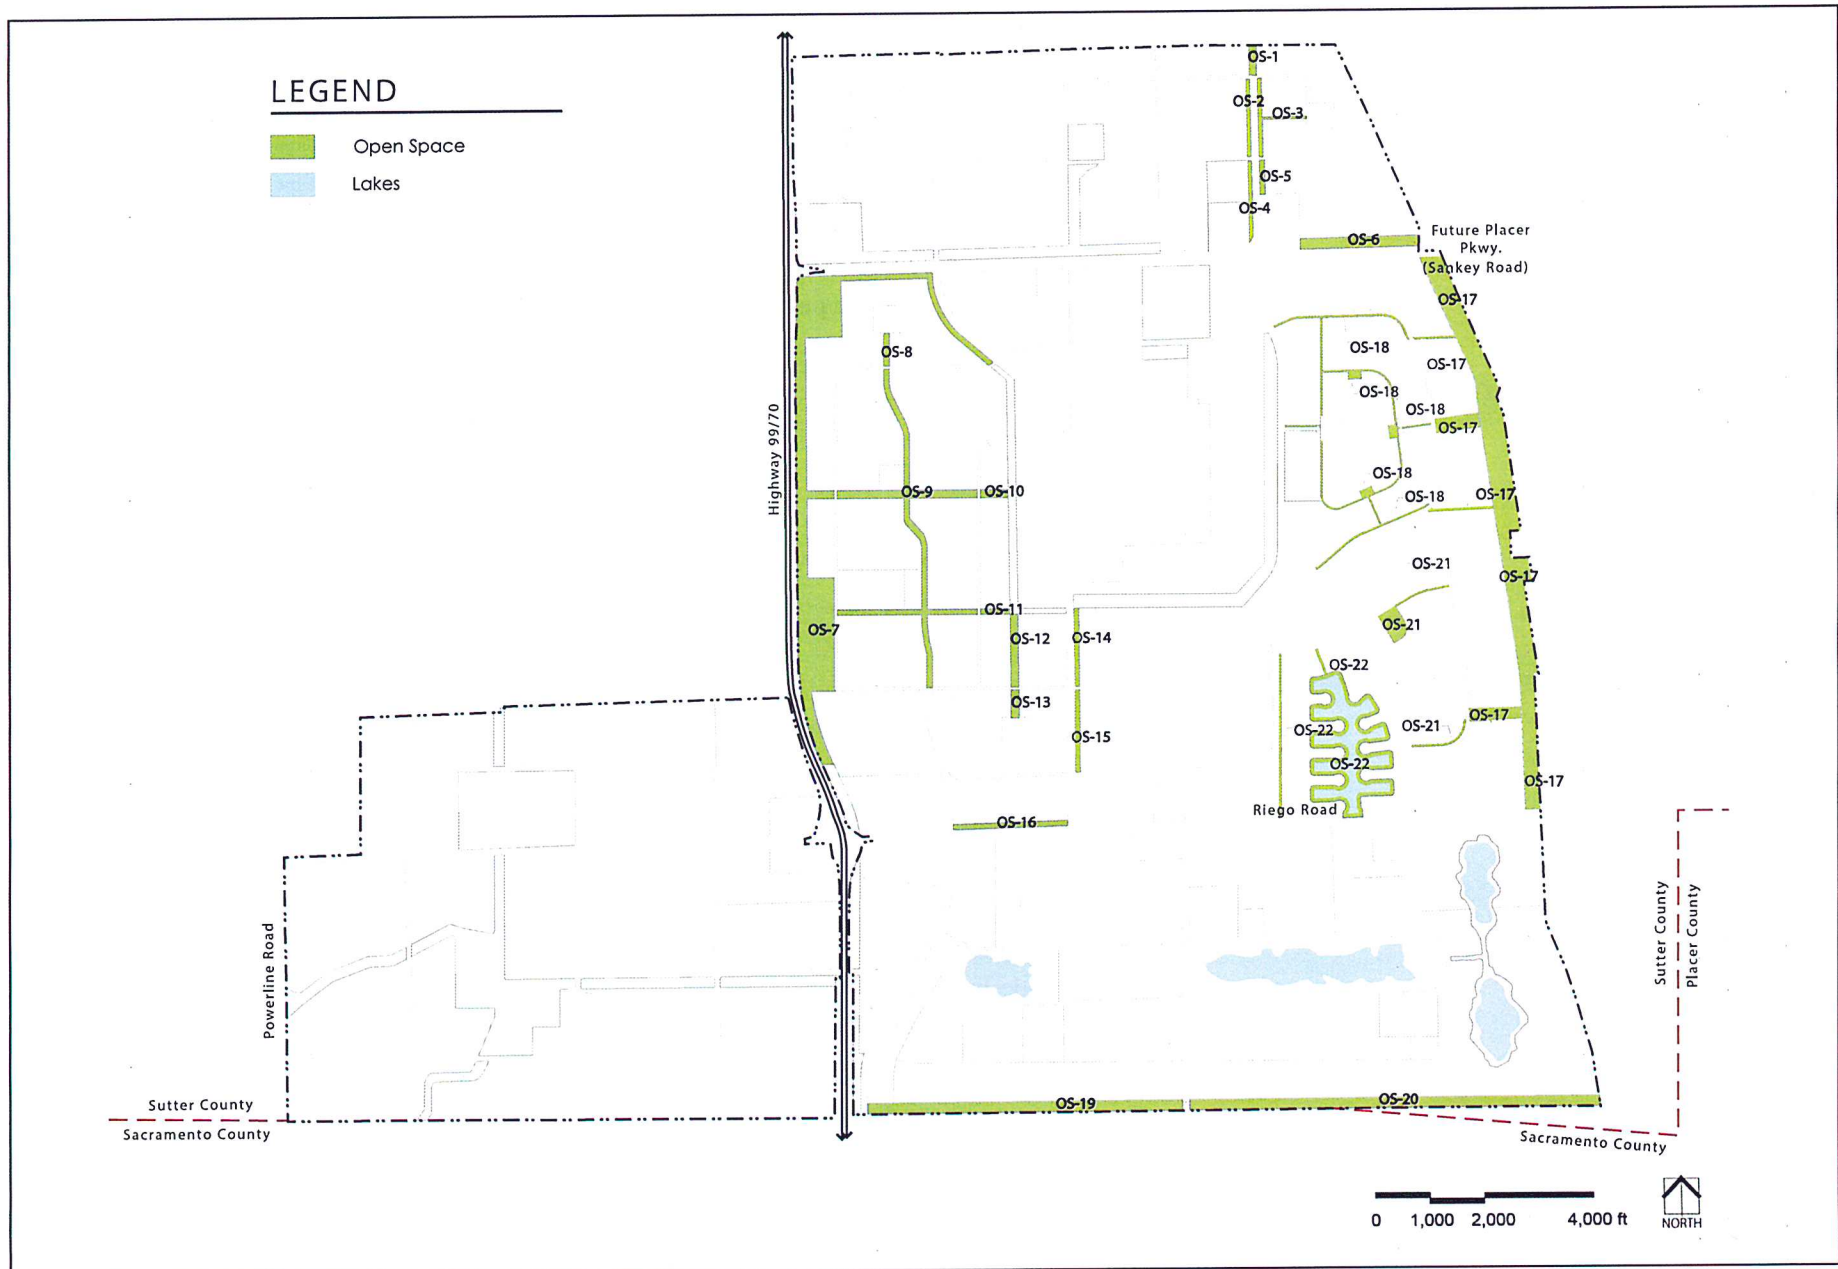 LEGEND
Open Space
Lakes
OS-1
OS-2
OS-3
OS-5
OS-4
OS-6
Future Placer
Pkwy.
(Sankey Road)
OS-17
OS-18
OS-8
OS-17
OS-18
OS-18
OS-17
Highway 99/70
OS-18
OS-9
OS-10
OS-18
OS-17
OS-21
OS-17
OS-11
OS-7
OS-12
OS-14
OS-21
OS-22
OS-13
OS-17
OS-22
OS-21
OS-15
OS-22
OS-17
Riego Road
OS-16
Powerline Road
Sutter County
Placer County
Sutter County
Sacramento County
OS-19
OS-20
Sacramento County
0 1,000 2,000 4,000 ft
NORTH